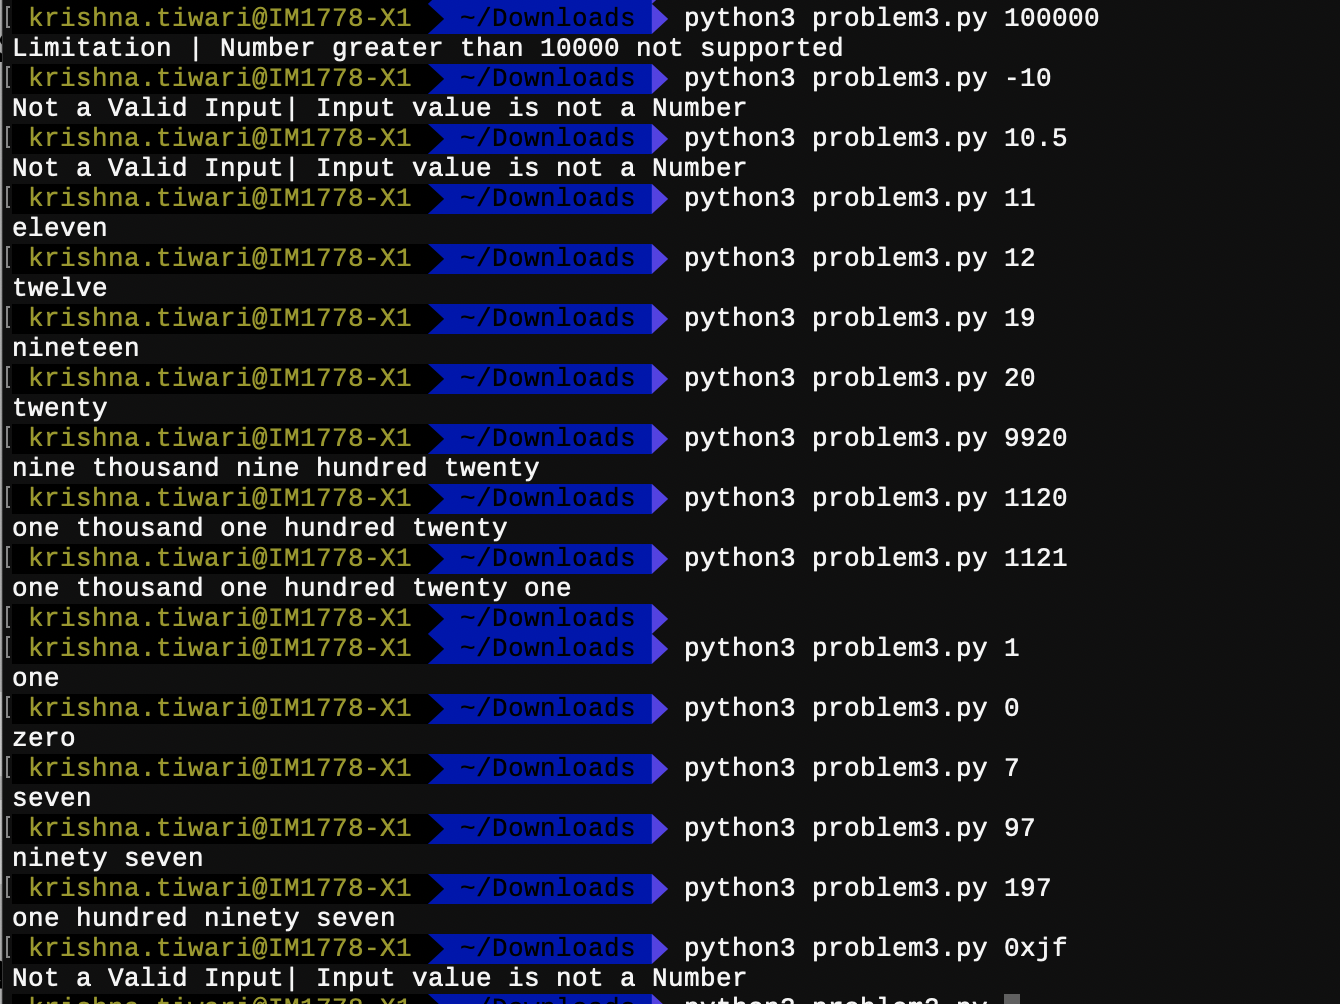 krishna.tiwari@IM1778-X1 ~/Downloads python3 problem3.py 100000
Limitation | Number greater than 10000 not supported
[ krishna.tiwari@IM1778-X1 ~/Downloads python3 problem3.py -10
Not a Valid Input| Input value is not a Number
[ krishna.tiwari@IM1778-X1 ~/Downloads python3 problem3.py 10.5
Not a Valid Input| Input value is not a Number
[ krishna.tiwari@IM1778-X1 ~/Downloads python3 problem3.py 11
eleven
[ krishna.tiwari@IM1778-X1 ~/Downloads python3 problem3.py 12
twelve
[ krishna.tiwari@IM1778-X1 ~/Downloads python3 problem3.py 19
nineteen
[ krishna.tiwari@IM1778-X1 ~/Downloads python3 problem3.py 20
twenty
[ krishna.tiwari@IM1778-X1 ~/Downloads python3 problem3.py 9920
nine thousand nine hundred twenty
[ krishna.tiwari@IM1778-X1 ~/Downloads python3 problem3.py 1120
one thousand one hundred twenty
[ krishna.tiwari@IM1778-X1 ~/Downloads python3 problem3.py 1121
one thousand one hundred twenty one
[ krishna.tiwari@IM1778-X1 ~/Downloads
[ krishna.tiwari@IM1778-X1 ~/Downloads python3 problem3.py 1
one
[ krishna.tiwari@IM1778-X1 ~/Downloads python3 problem3.py 0
zero
[ krishna.tiwari@IM1778-X1 ~/Downloads python3 problem3.py 7
seven
[ krishna.tiwari@IM1778-X1 ~/Downloads python3 problem3.py 97
ninety seven
[ krishna.tiwari@IM1778-X1 ~/Downloads python3 problem3.py 197
one hundred ninety seven
[ krishna.tiwari@IM1778-X1 ~/Downloads python3 problem3.py 0xjf
Not a Valid Input| Input value is not a Number
krishna.tiwari@IM1778-X1 ~/Downloads python3 problem3.py